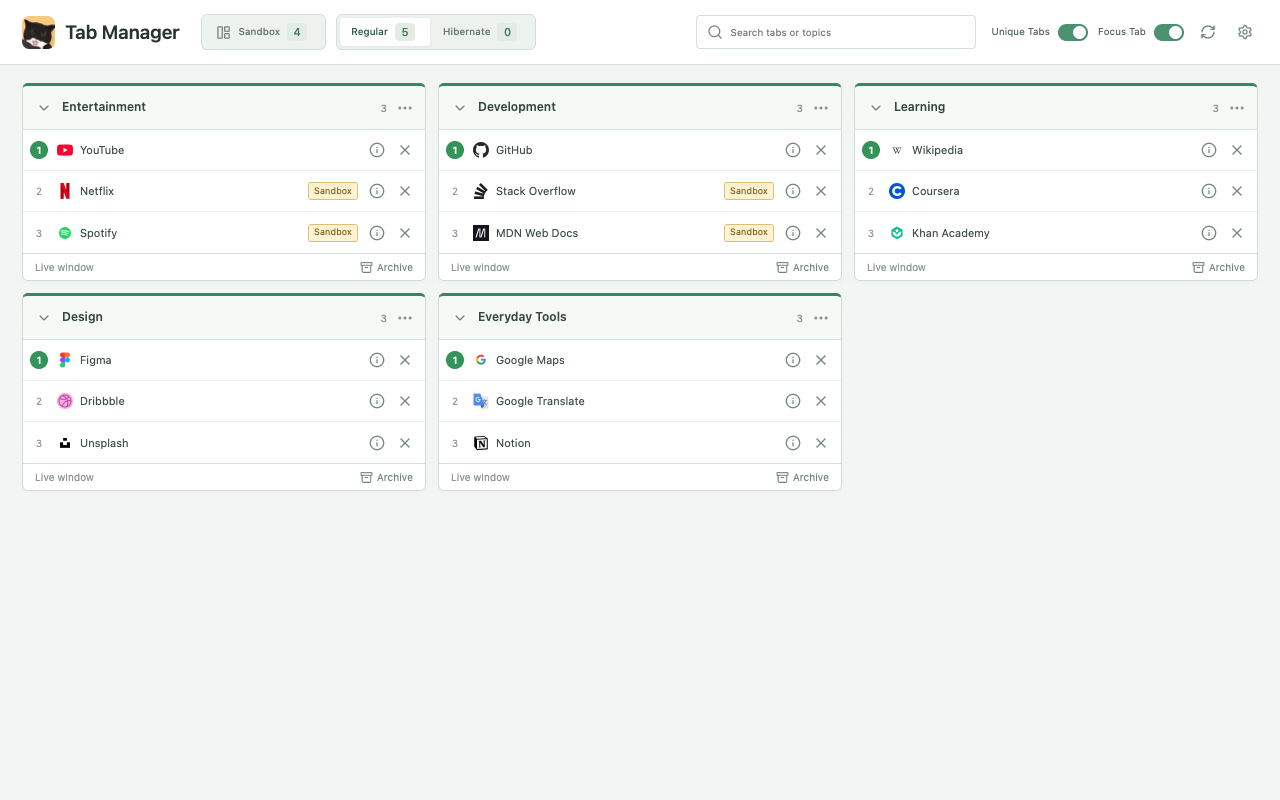 Tab Manager
Sandbox 4
Regular 5
Hibernate 0
Search tabs or topics
Unique Tabs
Focus Tab
Entertainment 3
1 YouTube
2 Netflix Sandbox
3 Spotify Sandbox
Live window Archive
Development 3
1 GitHub
2 Stack Overflow Sandbox
3 MDN Web Docs Sandbox
Live window Archive
Learning 3
1 W Wikipedia
2 Coursera
3 Khan Academy
Live window Archive
Design 3
1 Figma
2 Dribbble
3 Unsplash
Live window Archive
Everyday Tools 3
1 G Google Maps
2 G Google Translate
3 N Notion
Live window Archive